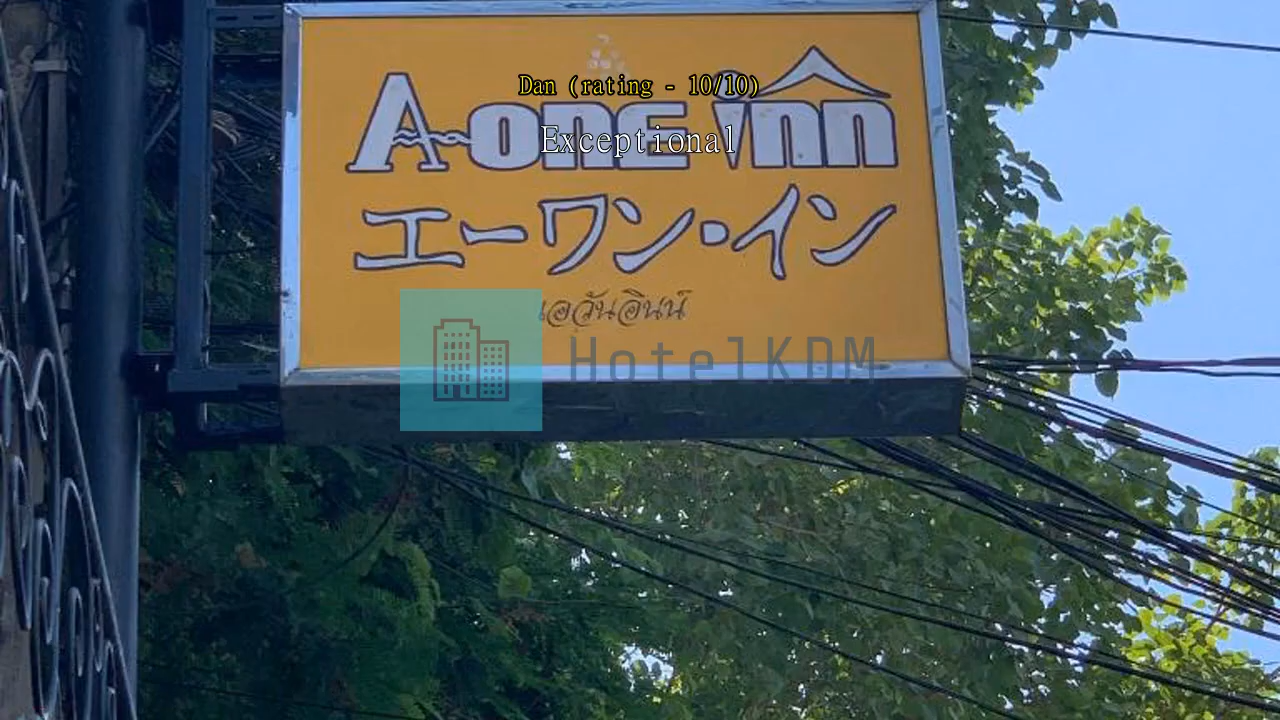 Dan (rating - 10/10)
A-one inn
Exceptional
エーワン・イン
เอวันอินน์
HotelKDM